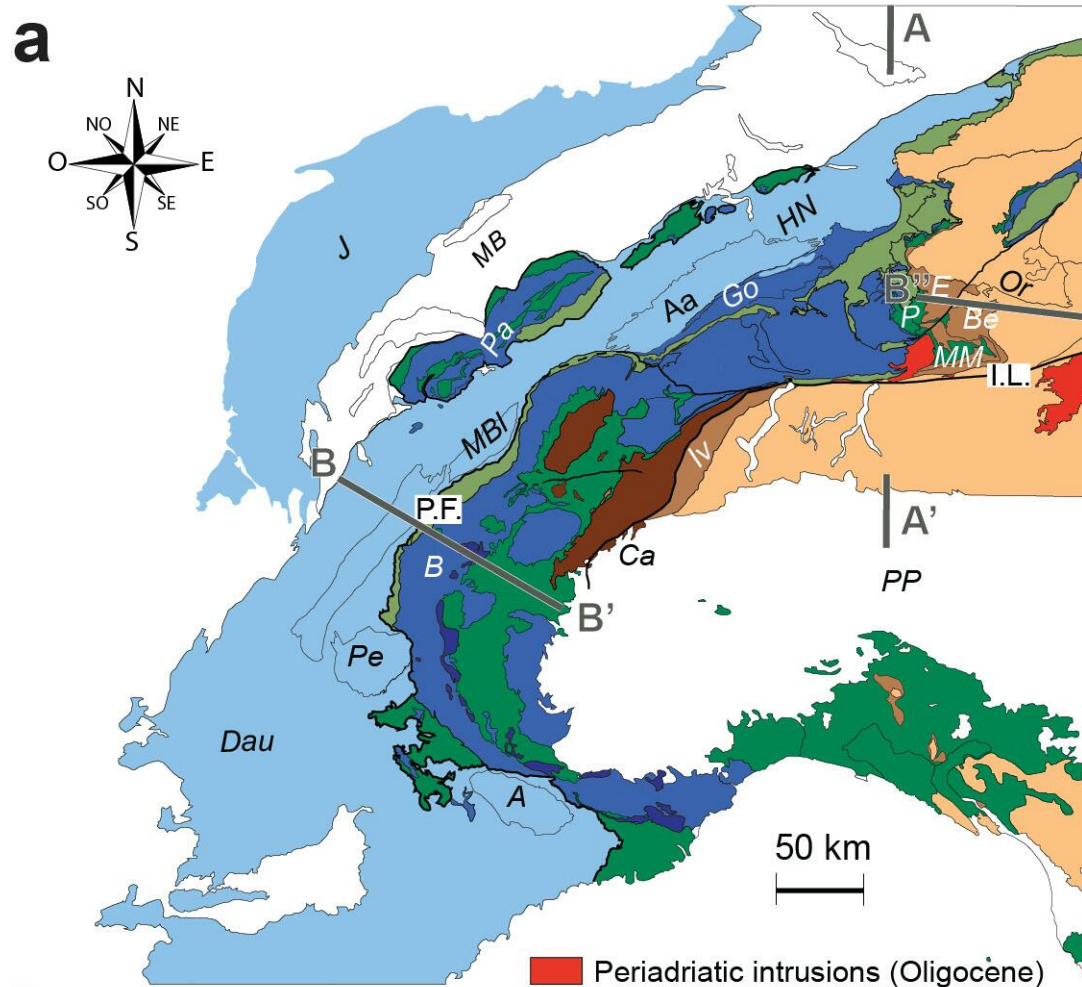 a
A
N
NO NE
O E
SO SE
S
J
MB
HN
Aa
Go
Or
B''
E
P
Be
Pa
MM
I.L.
MBl
Iv
B
P.F.
A'
Ca
PP
B
B'
Pe
Dau
A
50 km
Periadriatic intrusions (Oligocene)